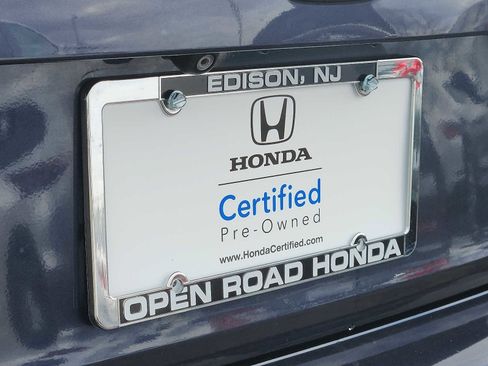 EDISON, NJ
HONDA
Certified
Pre-Owned
www.HondaCertified.com
OPEN ROAD HONDA